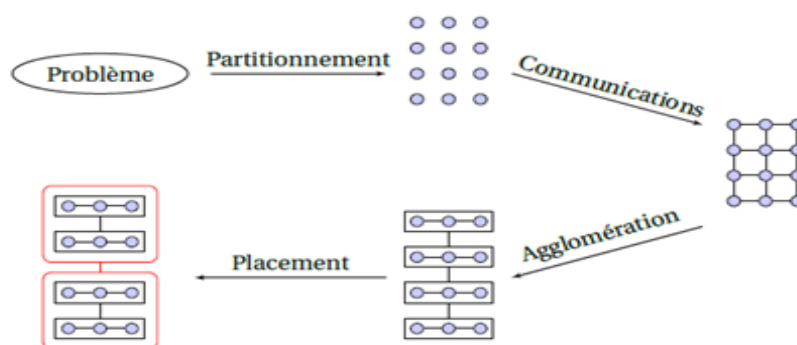 Problème
Partitionnement
Communications
Agglomération
Placement